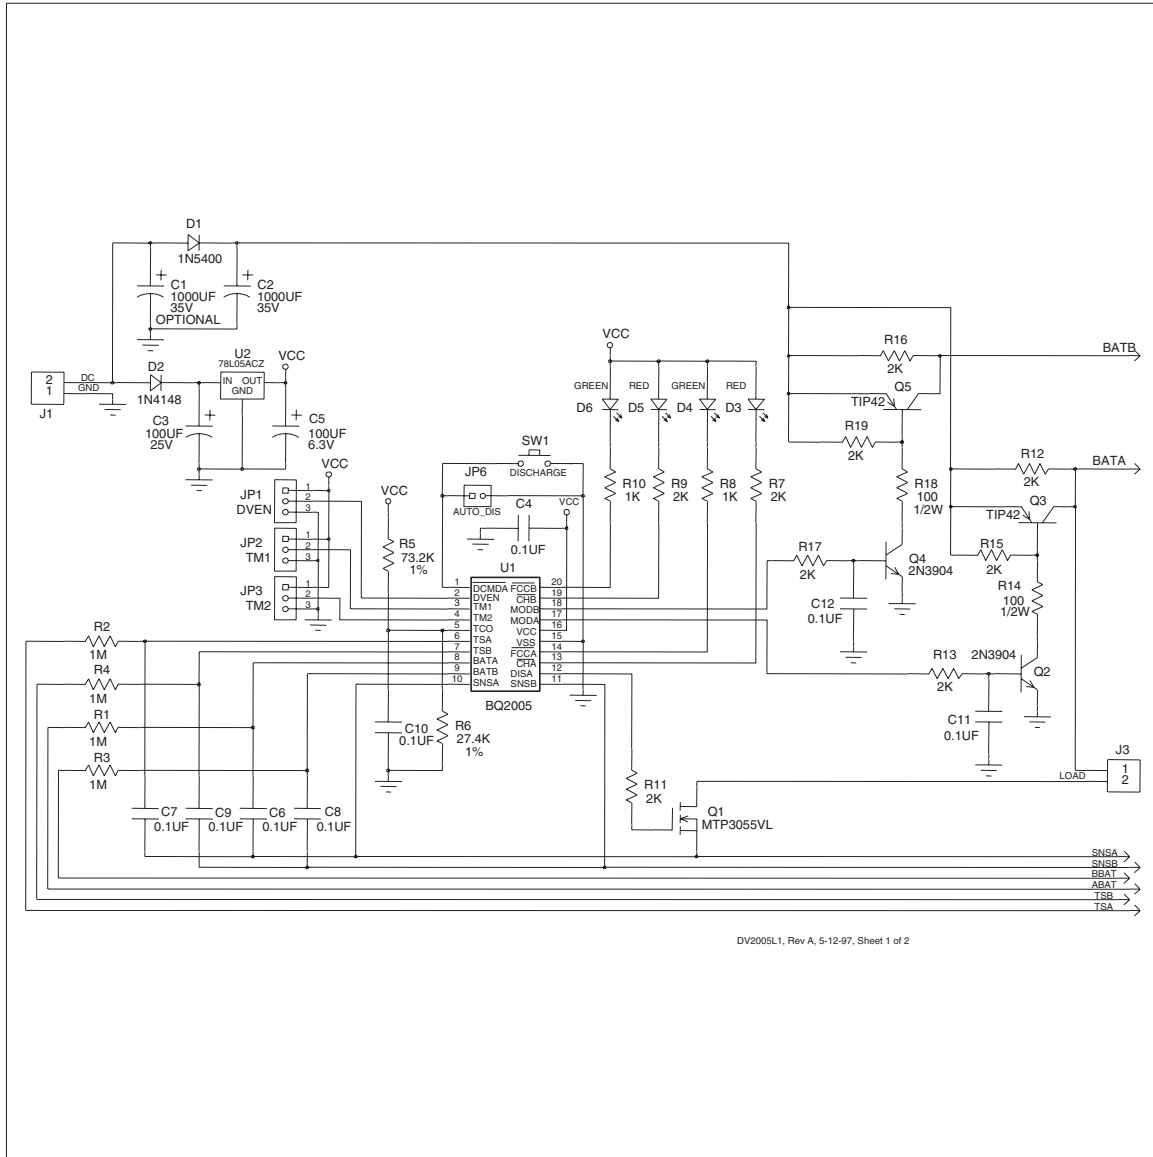 D1
1N5400
C1
1000UF
35V
OPTIONAL
C2
1000UF
35V
U2
78L05ACZ
VCC
IN OUT
GND
D2
1N4148
DC
GND
2
1
J1
C3
100UF
25V
C5
100UF
6.3V
VCC
JP1
DVEN
1
2
3
JP2
TM1
1
2
3
JP3
TM2
1
2
3
VCC
R5
73.2K
1%
SW1
DISCHARGE
JP6
AUTO_DIS
C4
0.1UF
VCC
VCC
GREEN
D6
RED
D5
GREEN
D4
RED
D3
R10
1K
R9
2K
R8
1K
R7
2K
R16
2K
BATB
Q5
TIP42
R19
2K
R18
100
1/2W
R12
2K
BATA
Q3
TIP42
R15
2K
R14
100
1/2W
R17
2K
Q4
2N3904
C12
0.1UF
R13
2K
2N3904
Q2
C11
0.1UF
U1
1 DCMDA FCCB 20
2 DVEN CHB 19
3 TM1 MODB 18
4 TM2 MODA 17
5 TCO VCC 16
6 TSA VSS 15
7 TSB FCCA 14
8 BATA CHA 13
9 BATB DISA 12
10 SNSA SNSB 11
BQ2005
R2
1M
R4
1M
R1
1M
R3
1M
C10
0.1UF
R6
27.4K
1%
C7
0.1UF
C9
0.1UF
C6
0.1UF
C8
0.1UF
R11
2K
Q1
MTP3055VL
J3
1
2
LOAD
SNSA
SNSB
BBAT
ABAT
TSB
TSA
DV2005L1, Rev A, 5-12-97, Sheet 1 of 2